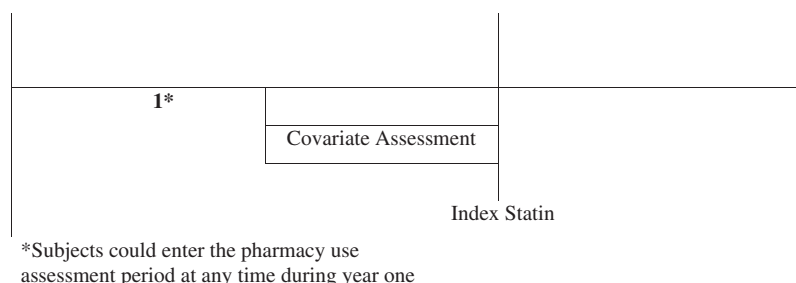 1*
Covariate Assessment
Index Statin
*Subjects could enter the pharmacy use
assessment period at any time during year one